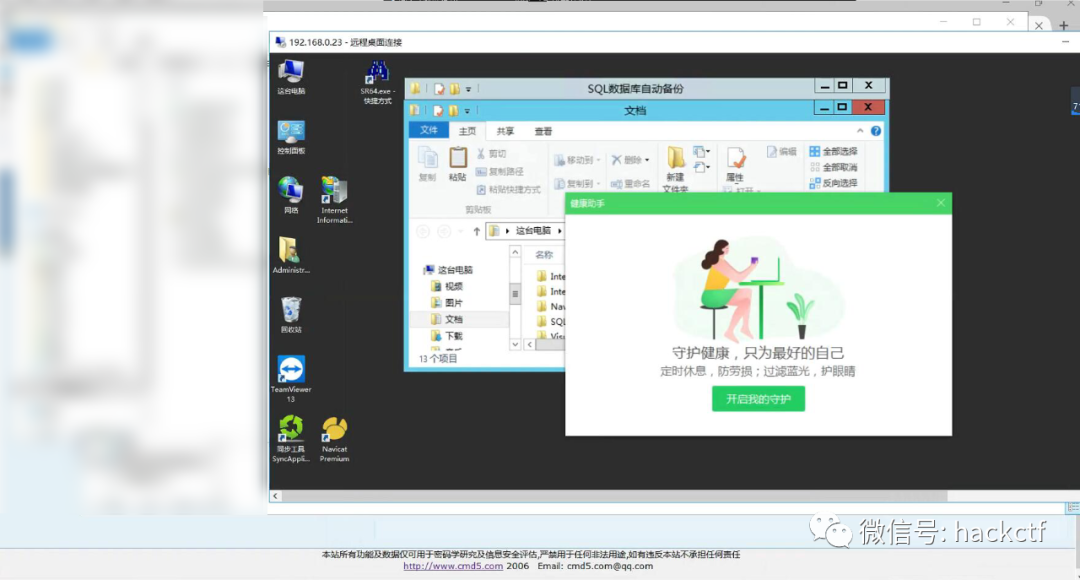 192.168.0.23 - 远程桌面连接
这台电脑
SR64.exe - 快捷方式
控制面板
网络
Internet
Informati...
Administr...
回收站
TeamViewer
13
同步工具
SyncAppli...
Navicat
Premium
SQL数据库自动备份
文档
文件 主页 共享 查看
复制
粘贴
剪切
复制路径
粘贴快捷方式
剪贴板
移动到
复制到
删除
重命名
新建
文件夹
属性
打开
编辑
全部选择
全部取消
反向选择
这台电脑
名称
这台电脑
视频
图片
文档
下载
Inte
Inte
Nav
SQL
Visu
13 个项目
健康助手
守护健康，只为最好的自己
定时休息，防劳损；过滤蓝光，护眼睛
开启我的守护
微信号: hackctf
本站所有功能及数据仅可用于密码学研究及信息安全评估,严禁用于任何非法用途,如有违反本站不承担任何责任
http://www.cmd5.com 2006 Email: cmd5.com@qq.com